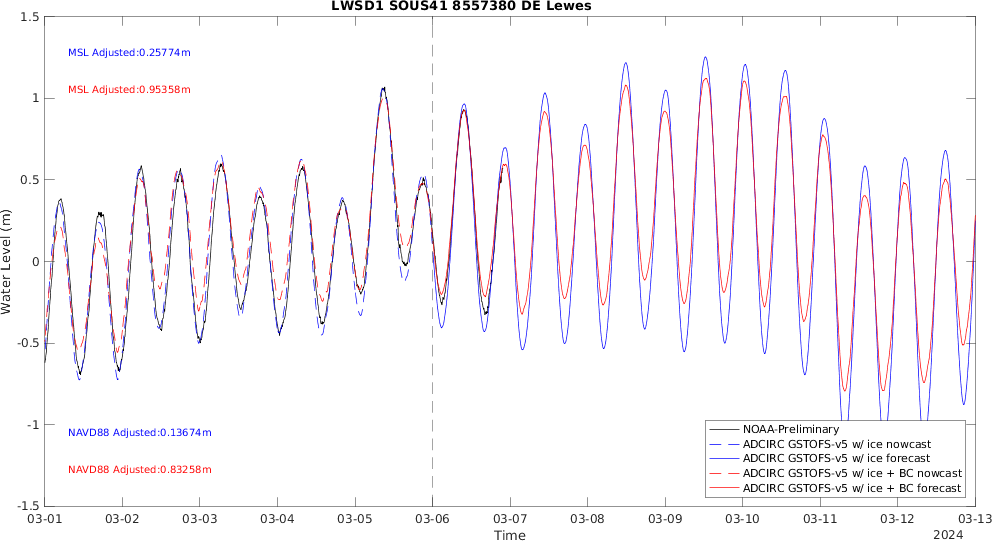 LWSD1 SOUS41 8557380 DE Lewes
1.5
MSL Adjusted:0.25774m
MSL Adjusted:0.95358m
1
0.5
0
-0.5
-1
-1.5
Water Level (m)
NAVD88 Adjusted:0.13674m
NAVD88 Adjusted:0.83258m
NOAA-Preliminary
ADCIRC GSTOFS-v5 w/ ice nowcast
ADCIRC GSTOFS-v5 w/ ice forecast
ADCIRC GSTOFS-v5 w/ ice + BC nowcast
ADCIRC GSTOFS-v5 w/ ice + BC forecast
03-01 03-02 03-03 03-04 03-05 03-06 03-07 03-08 03-09 03-10 03-11 03-12 03-13
Time
2024